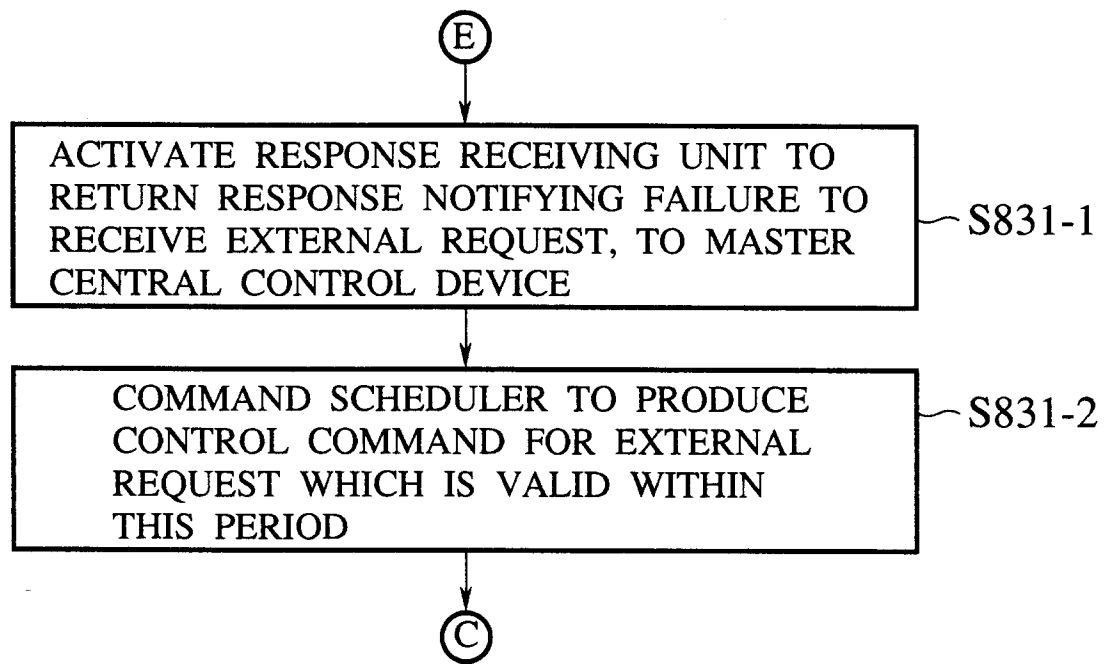 E
ACTIVATE RESPONSE RECEIVING UNIT TO
RETURN RESPONSE NOTIFYING FAILURE TO
RECEIVE EXTERNAL REQUEST, TO MASTER
CENTRAL CONTROL DEVICE
S831-1
COMMAND SCHEDULER TO PRODUCE
CONTROL COMMAND FOR EXTERNAL
REQUEST WHICH IS VALID WITHIN
THIS PERIOD
S831-2
C